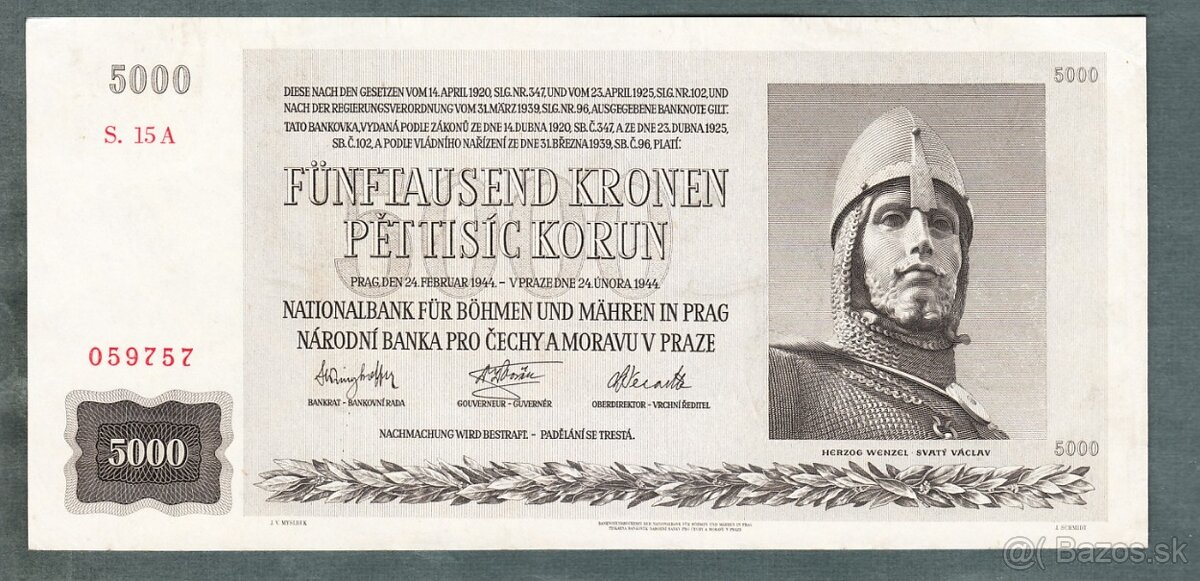 5000
S. 15 A
DIESE NACH DEN GESETZEN VOM 14. APRIL 1920, SLG. NR. 347, UND VOM 23. APRIL 1925, SLG. NR. 102, UND
NACH DER REGIERUNGSVERORDNUNG VOM 31. MÄRZ 1939, SLG. NR. 96, AUSGEGEBENE BANKNOTE GILT:
TATO BANKOVKA, VYDANÁ PODLE ZÁKONŮ ZE DNE 14. DUBNA 1920, SB. Č. 347, A ZE DNE 23. DUBNA 1925,
SB. Č. 102, A PODLE VLÁDNÍHO NAŘÍZENÍ ZE DNE 31. BŘEZNA 1939, SB. Č. 96, PLATÍ:
5000
FÜNFTAUSEND KRONEN
PĚTTISÍC KORUN
5000
PRAG, DEN 24. FEBRUAR 1944. – V PRAZE DNE 24. ÚNORA 1944.
NATIONALBANK FÜR BÖHMEN UND MÄHREN IN PRAG
NÁRODNÍ BANKA PRO ČECHY A MORAVU V PRAZE
BANKRAT - BANKOVNÍ RADA
GOUVERNEUR - GUVERNÉR
OBERDIREKTOR - VRCHNÍ ŘEDITEL
NACHMACHUNG WIRD BESTRAFT. – PADĚLÁNÍ SE TRESTÁ.
059757
5000
HERZOG WENZEL · SVATÝ VÁCLAV
5000
J. V. MYSLBEK
J. SCHMIDT
@( Bazos.sk